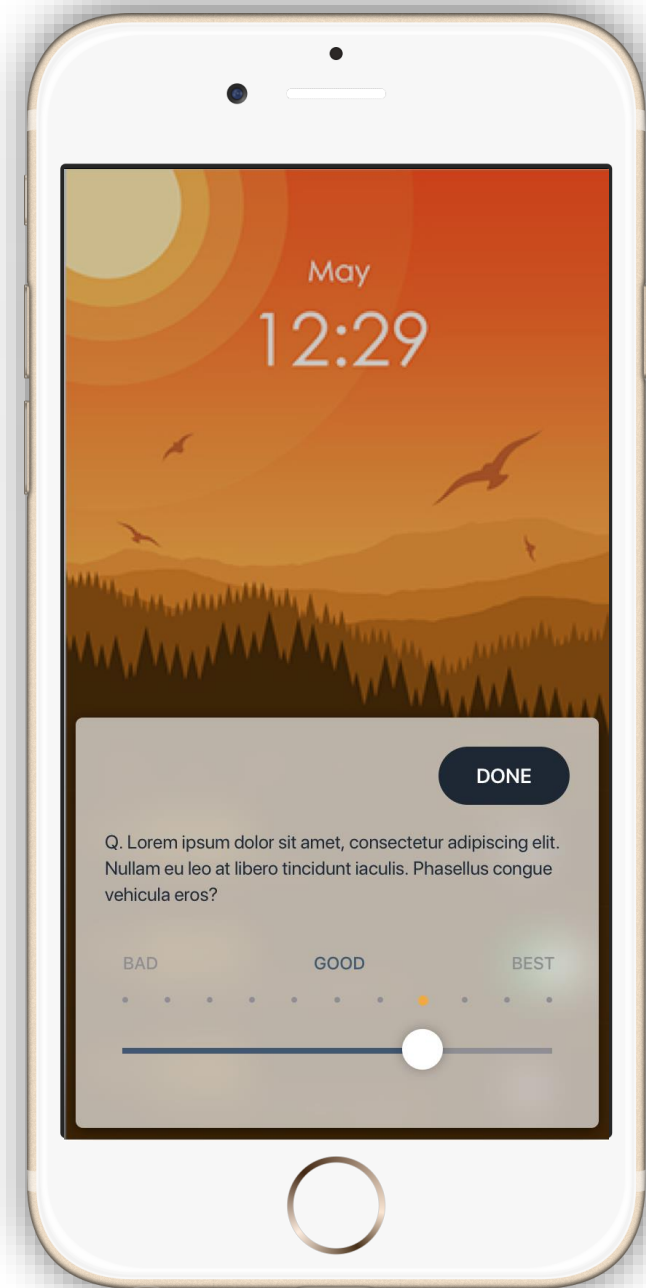 May
12:29
DONE
Q. Lorem ipsum dolor sit amet, consectetur adipiscing elit.
Nullam eu leo at libero tincidunt iaculis. Phasellus congue
vehicula eros?
BAD GOOD BEST